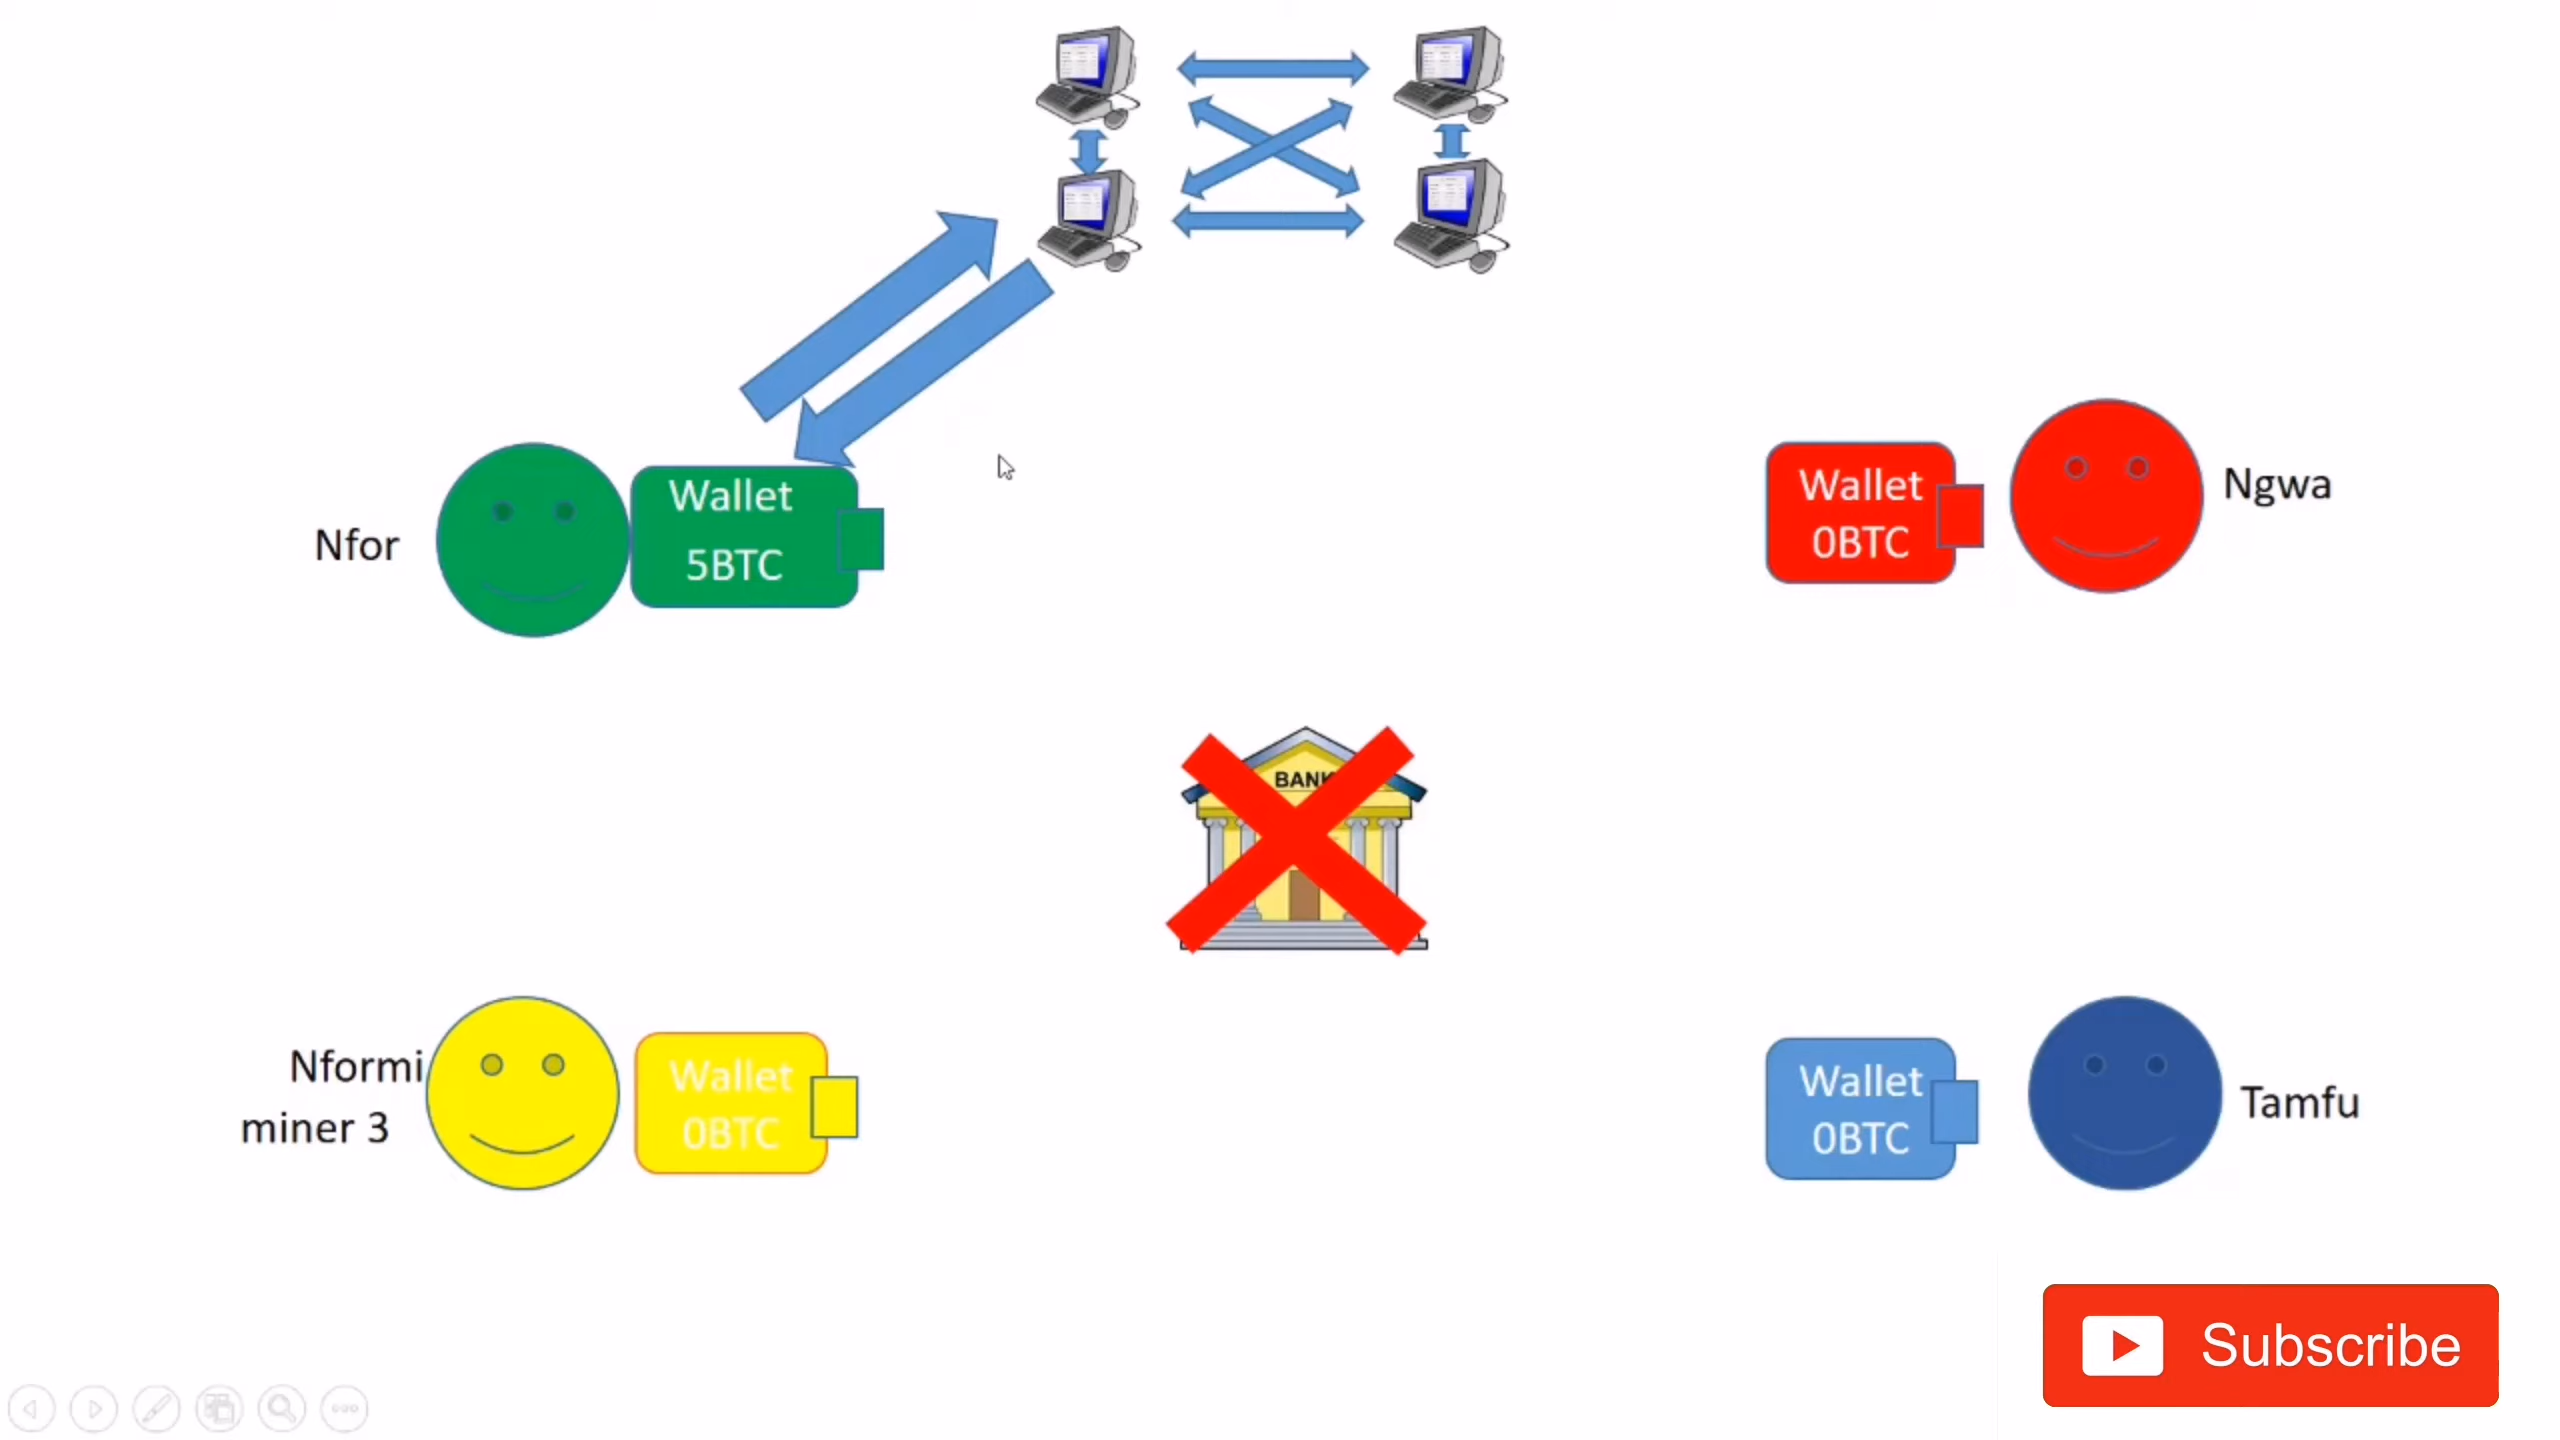 Nfor
Wallet
5BTC
Wallet
0BTC
Ngwa
BANK
Nformi
miner 3
Wallet
0BTC
Wallet
0BTC
Tamfu
Subscribe